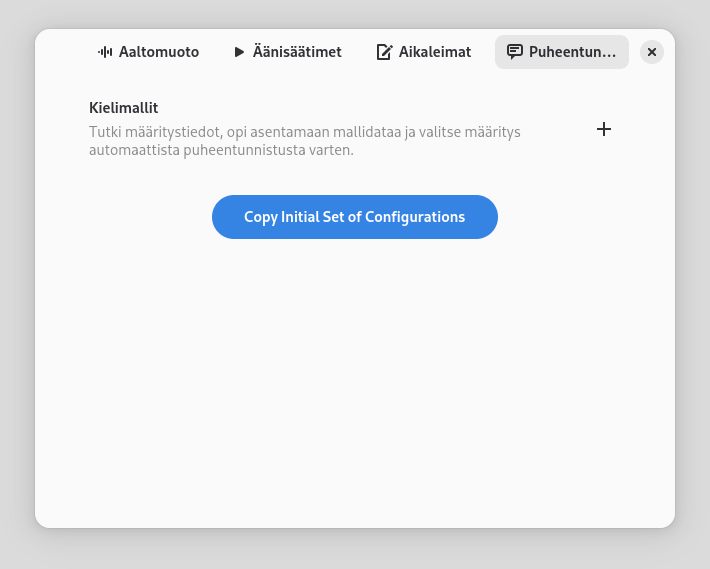 Aaltomuoto Äänisäätimet Aikaleimat Puheentun…
Kielimallit
Tutki määritystiedot, opi asentamaan mallidataa ja valitse määritys
automaattista puheentunnistusta varten.
Copy Initial Set of Configurations